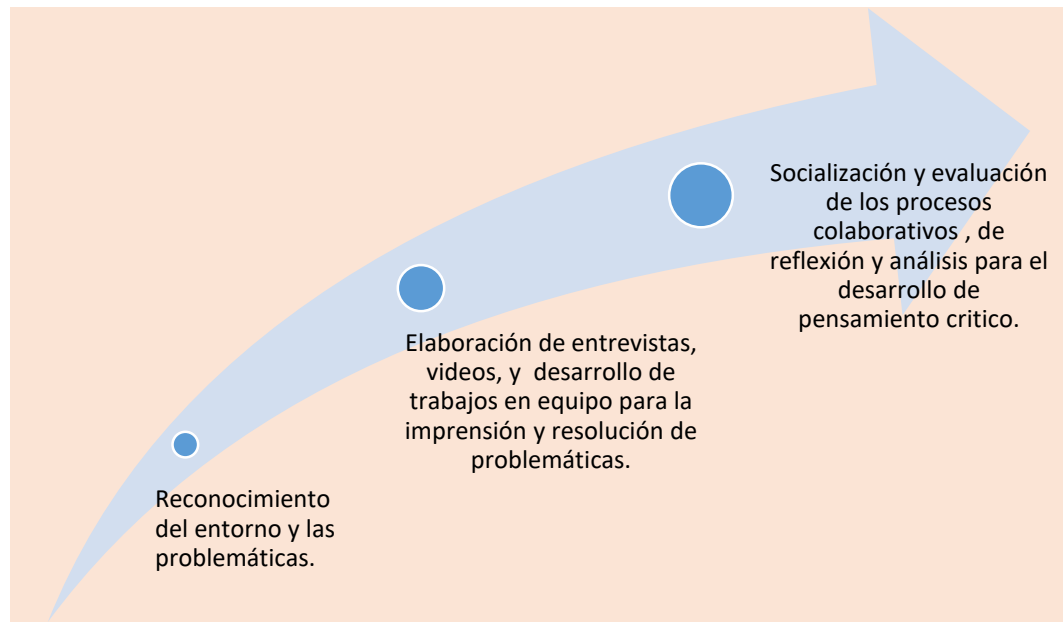 Socialización y evaluación
de los procesos
colaborativos , de
reflexión y análisis para el
desarrollo de
pensamiento critico.
Elaboración de entrevistas,
videos, y desarrollo de
trabajos en equipo para la
imprensión y resolución de
problemáticas.
Reconocimiento
del entorno y las
problemáticas.